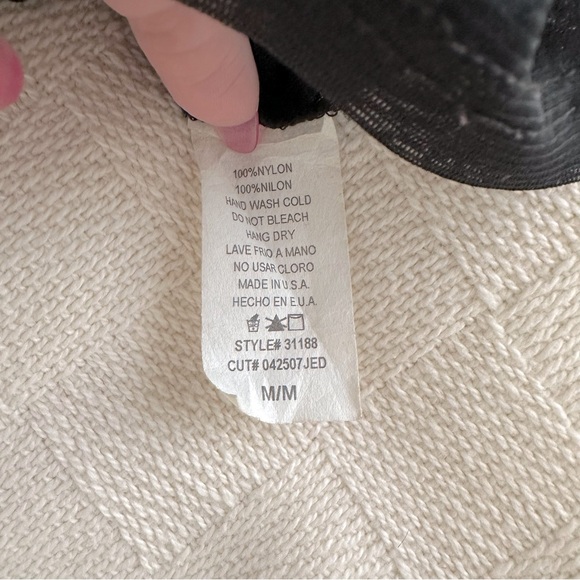 100%NYLON
100%NILON
HAND WASH COLD
DO NOT BLEACH
HANG DRY
LAVE FRIO A MANO
NO USAR CLORO
MADE IN U.S.A.
HECHO EN E.U.A.
STYLE# 31188
CUT# 042507JED
M/M